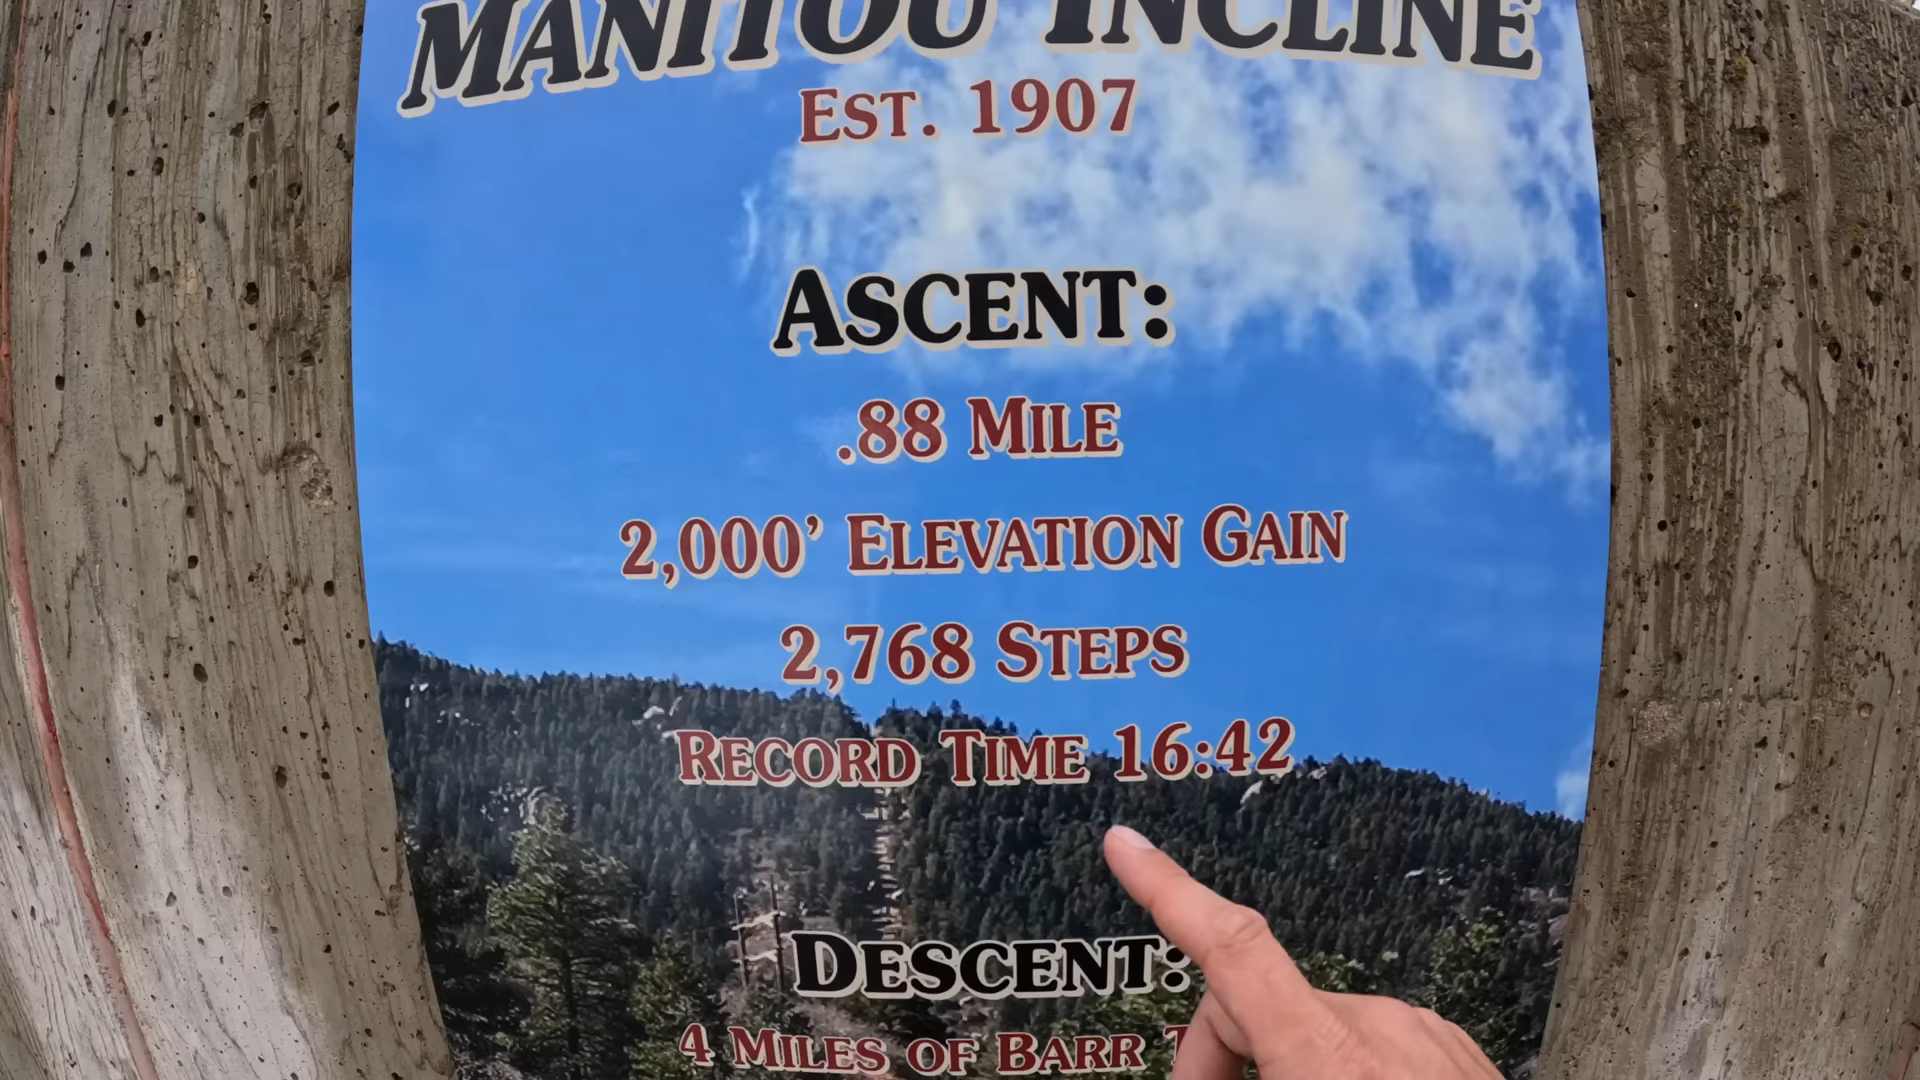 MANITOU INCLINE
EST. 1907
ASCENT:
.88 MILE
2,000' ELEVATION GAIN
2,768 STEPS
RECORD TIME 16:42
DESCENT:
4 MILES OF BARR